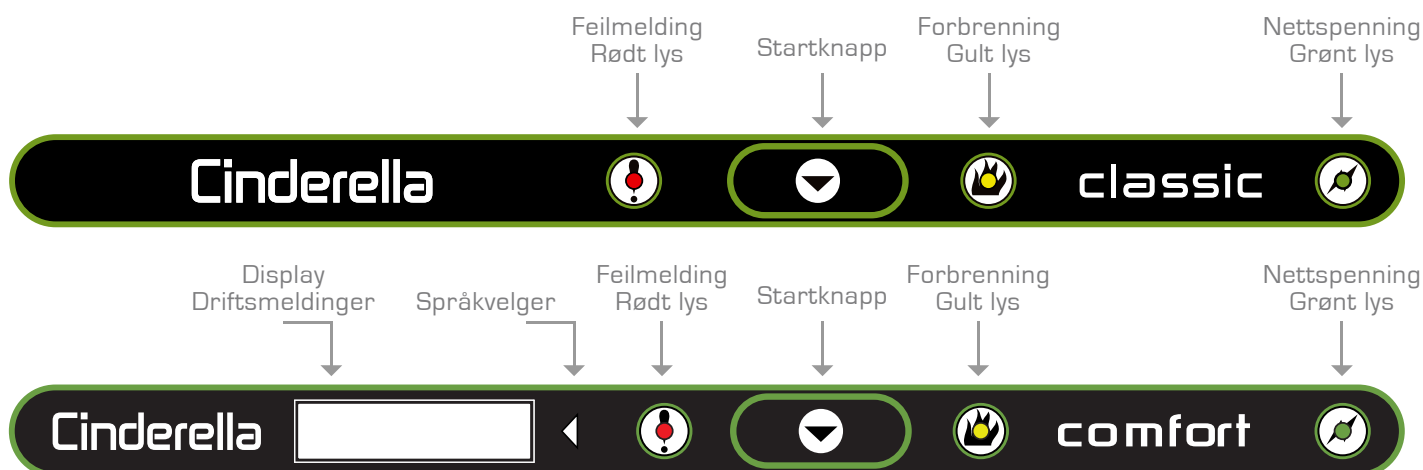 Feilmelding
Rødt lys
Startknapp
Forbrenning
Gult lys
Nettspenning
Grønt lys
Cinderella
classic
Display
Driftsmeldinger
Språkvelger
Feilmelding
Rødt lys
Startknapp
Forbrenning
Gult lys
Nettspenning
Grønt lys
Cinderella
comfort